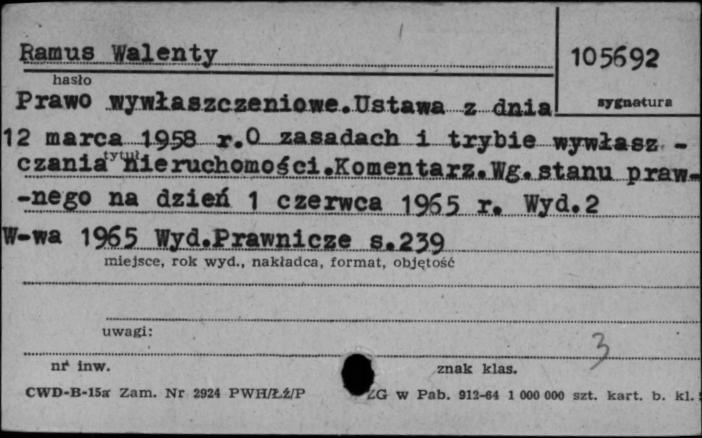 Ramus Walenty
105692
hasło
sygnatura
Prawo wywłaszczeniowe.Ustawa z dnia
12 marca 1958 r.O zasadach i trybie wywłasz -
tytuł
czania nieruchomości.Komentarz.Wg.stanu praw-
-nego na dzień 1 czerwca 1965 r. Wyd.2
W-wa 1965 Wyd.Prawnicze s.239
miejsce, rok wyd., nakładca, format, objętość
uwagi:
3
nr inw.
znak klas.
CWD-B-15a Zam. Nr 2924 PWH/Łż/P ZG w Pab. 912-64 1 000 000 szt. kart. b. kl.